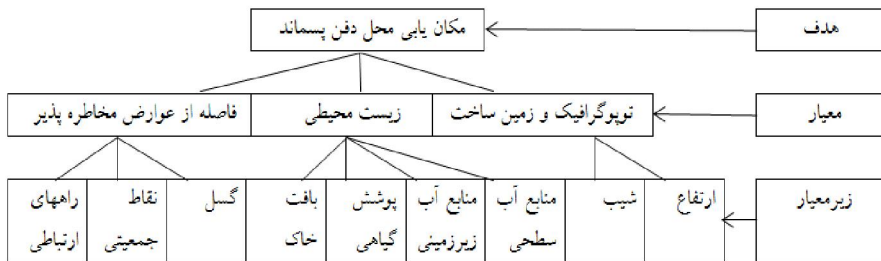 هدف
مکان یابی محل دفن پسماند
معیار
توپوگرافیک و زمین ساخت
زیست محیطی
فاصله از عوارض مخاطره پذیر
زیرمعیار
ارتفاع
شیب
منابع آب
سطحی
منابع آب
زیرزمینی
پوشش
گیاهی
بافت
خاک
گسل
نقاط
جمعیتی
راههای
ارتباطی